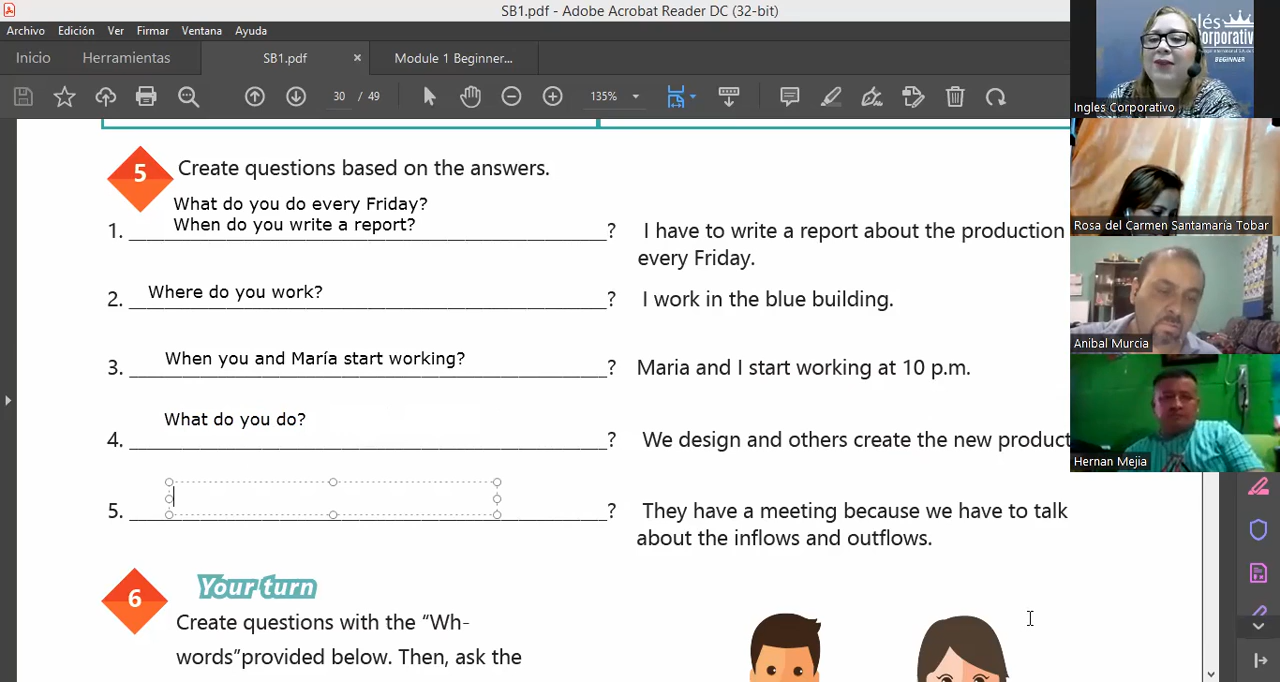 SB1.pdf - Adobe Acrobat Reader DC (32-bit)
Archivo Edición Ver Firmar Ventana Ayuda
Inicio Herramientas SB1.pdf × Module 1 Beginner...
30 / 49 135%
5 Create questions based on the answers.
What do you do every Friday?
When do you write a report?
1. ? I have to write a report about the production
every Friday.
Where do you work?
2. ? I work in the blue building.
When you and María start working?
3. ? Maria and I start working at 10 p.m.
What do you do?
4. ? We design and others create the new product
5. ? They have a meeting because we have to talk
about the inflows and outflows.
6 Your turn
Create questions with the “Wh-
words”provided below. Then, ask the
Inglés
Corporativo
BEGINNER
Ingles Corporativo
Rosa del Carmen Santamaría Tobar
Anibal Murcia
Hernan Mejia